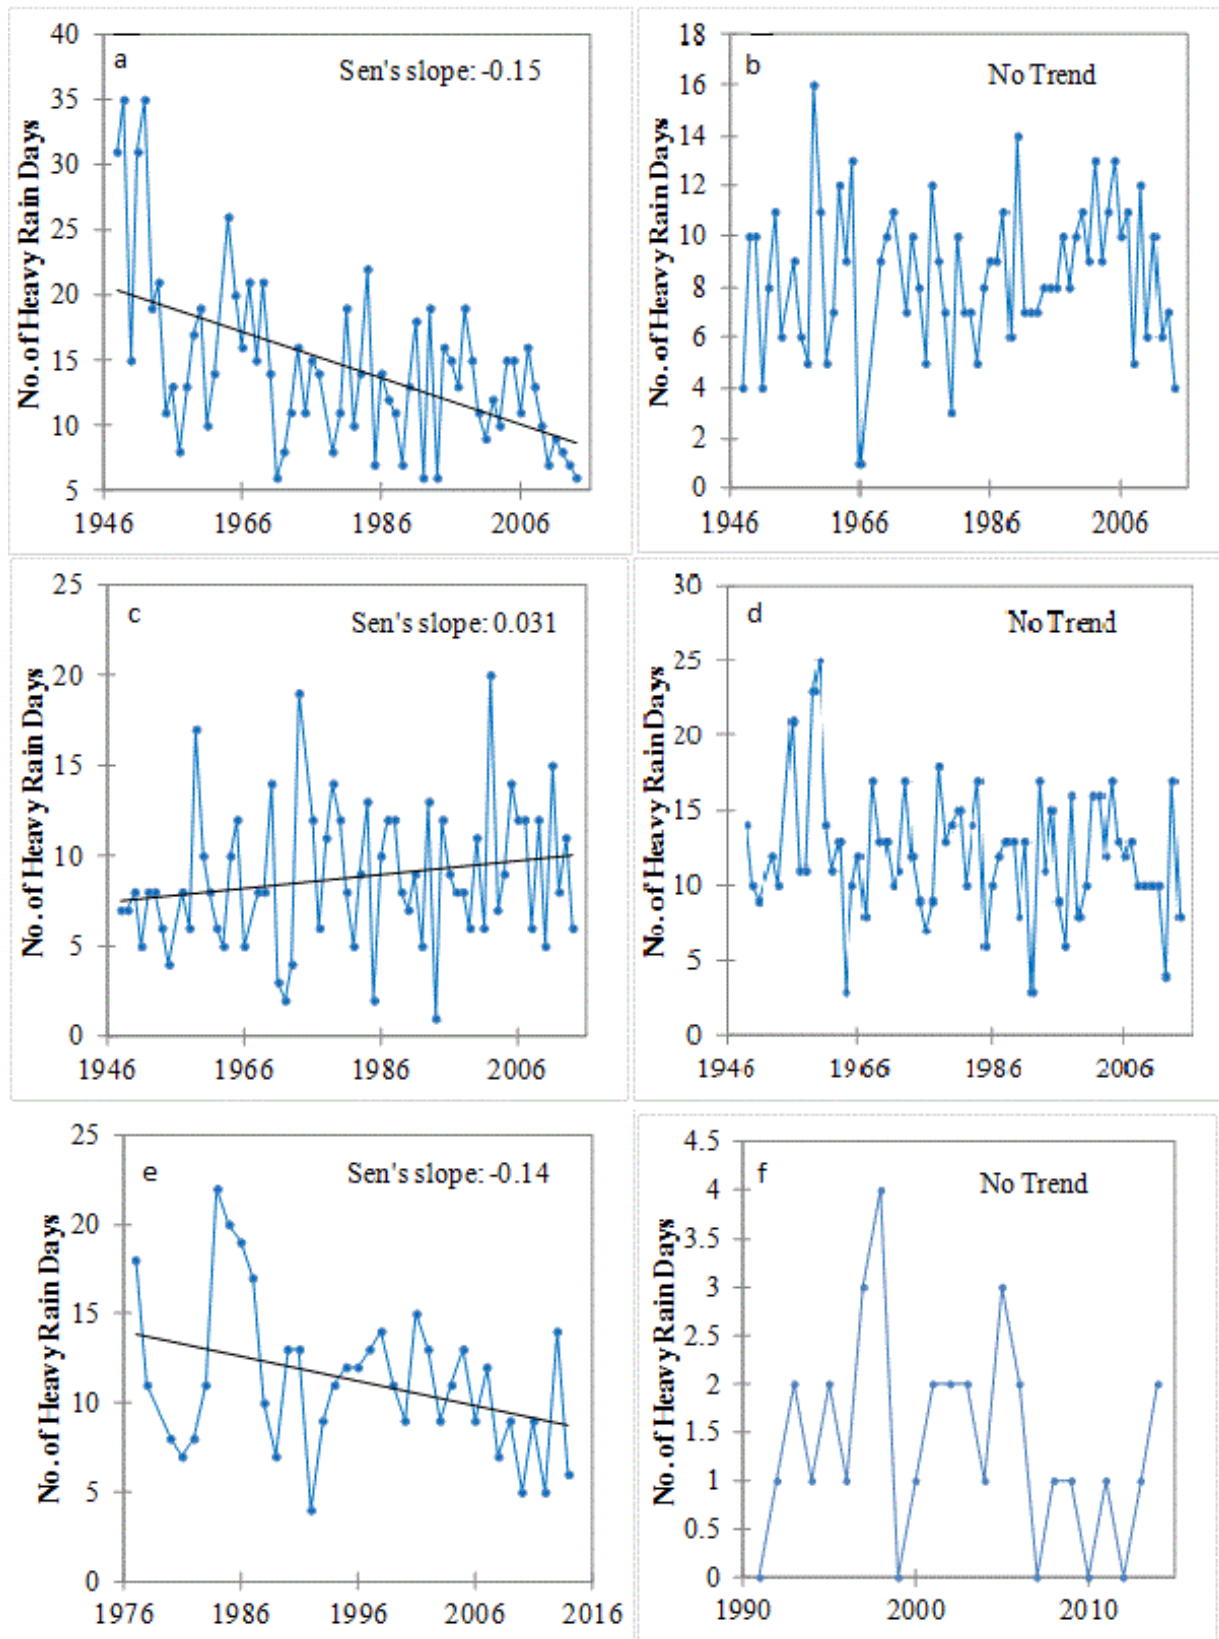 a
Sen's slope: -0.15
No. of Heavy Rain Days
40
35
30
25
20
15
10
5
1946 1966 1986 2006
b
No Trend
No. of Heavy Rain Days
18
16
14
12
10
8
6
4
2
0
1946 1966 1986 2006
c
Sen's slope: 0.031
No. of Heavy Rain Days
25
20
15
10
5
0
1946 1966 1986 2006
d
No Trend
No. of Heavy Rain Days
30
25
20
15
10
5
0
1946 1966 1986 2006
e
Sen's slope: -0.14
No. of Heavy Rain Days
25
20
15
10
5
0
1976 1986 1996 2006 2016
f
No Trend
No. of Heavy Rain Days
4.5
4
3.5
3
2.5
2
1.5
1
0.5
0
1990 2000 2010